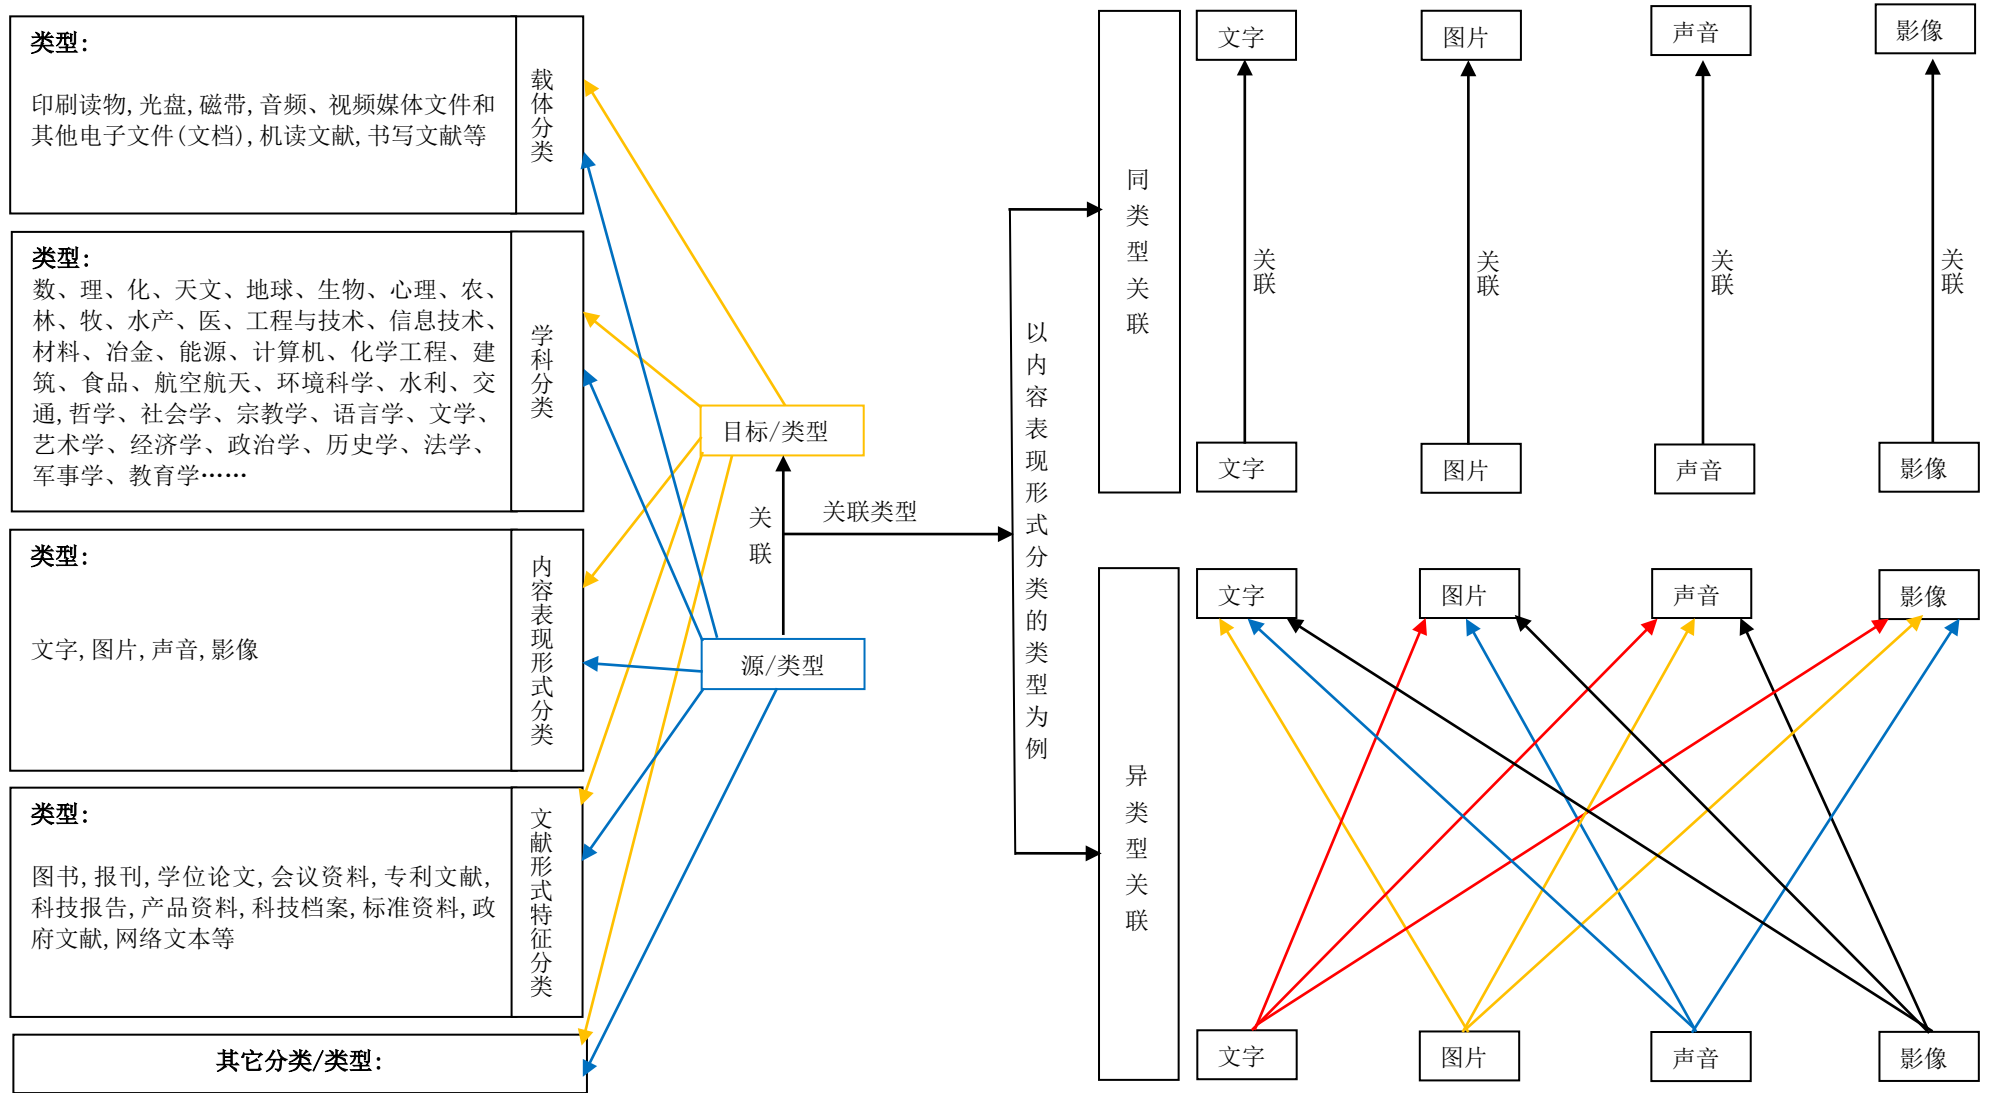 类型:
印刷读物,光盘,磁带,音频、视频媒体文件和
其他电子文件(文档),机读文献,书写文献等
载体分类
类型:
数、理、化、天文、地球、生物、心理、农、
林、牧、水产、医、工程与技术、信息技术、
材料、冶金、能源、计算机、化学工程、建
筑、食品、航空航天、环境科学、水利、交
通,哲学、社会学、宗教学、语言学、文学、
艺术学、经济学、政治学、历史学、法学、
军事学、教育学……
学科分类
类型:
文字,图片,声音,影像
内容表现形式分类
类型:
图书,报刊,学位论文,会议资料,专利文献,
科技报告,产品资料,科技档案,标准资料,政
府文献,网络文本等
文献形式特征分类
其它分类/类型:
目标/类型
关联
关联类型
源/类型
以内容表现形式分类的类型为例
同类型关联
文字
图片
声音
影像
关联
关联
关联
关联
文字
图片
声音
影像
异类型关联
文字
图片
声音
影像
文字
图片
声音
影像